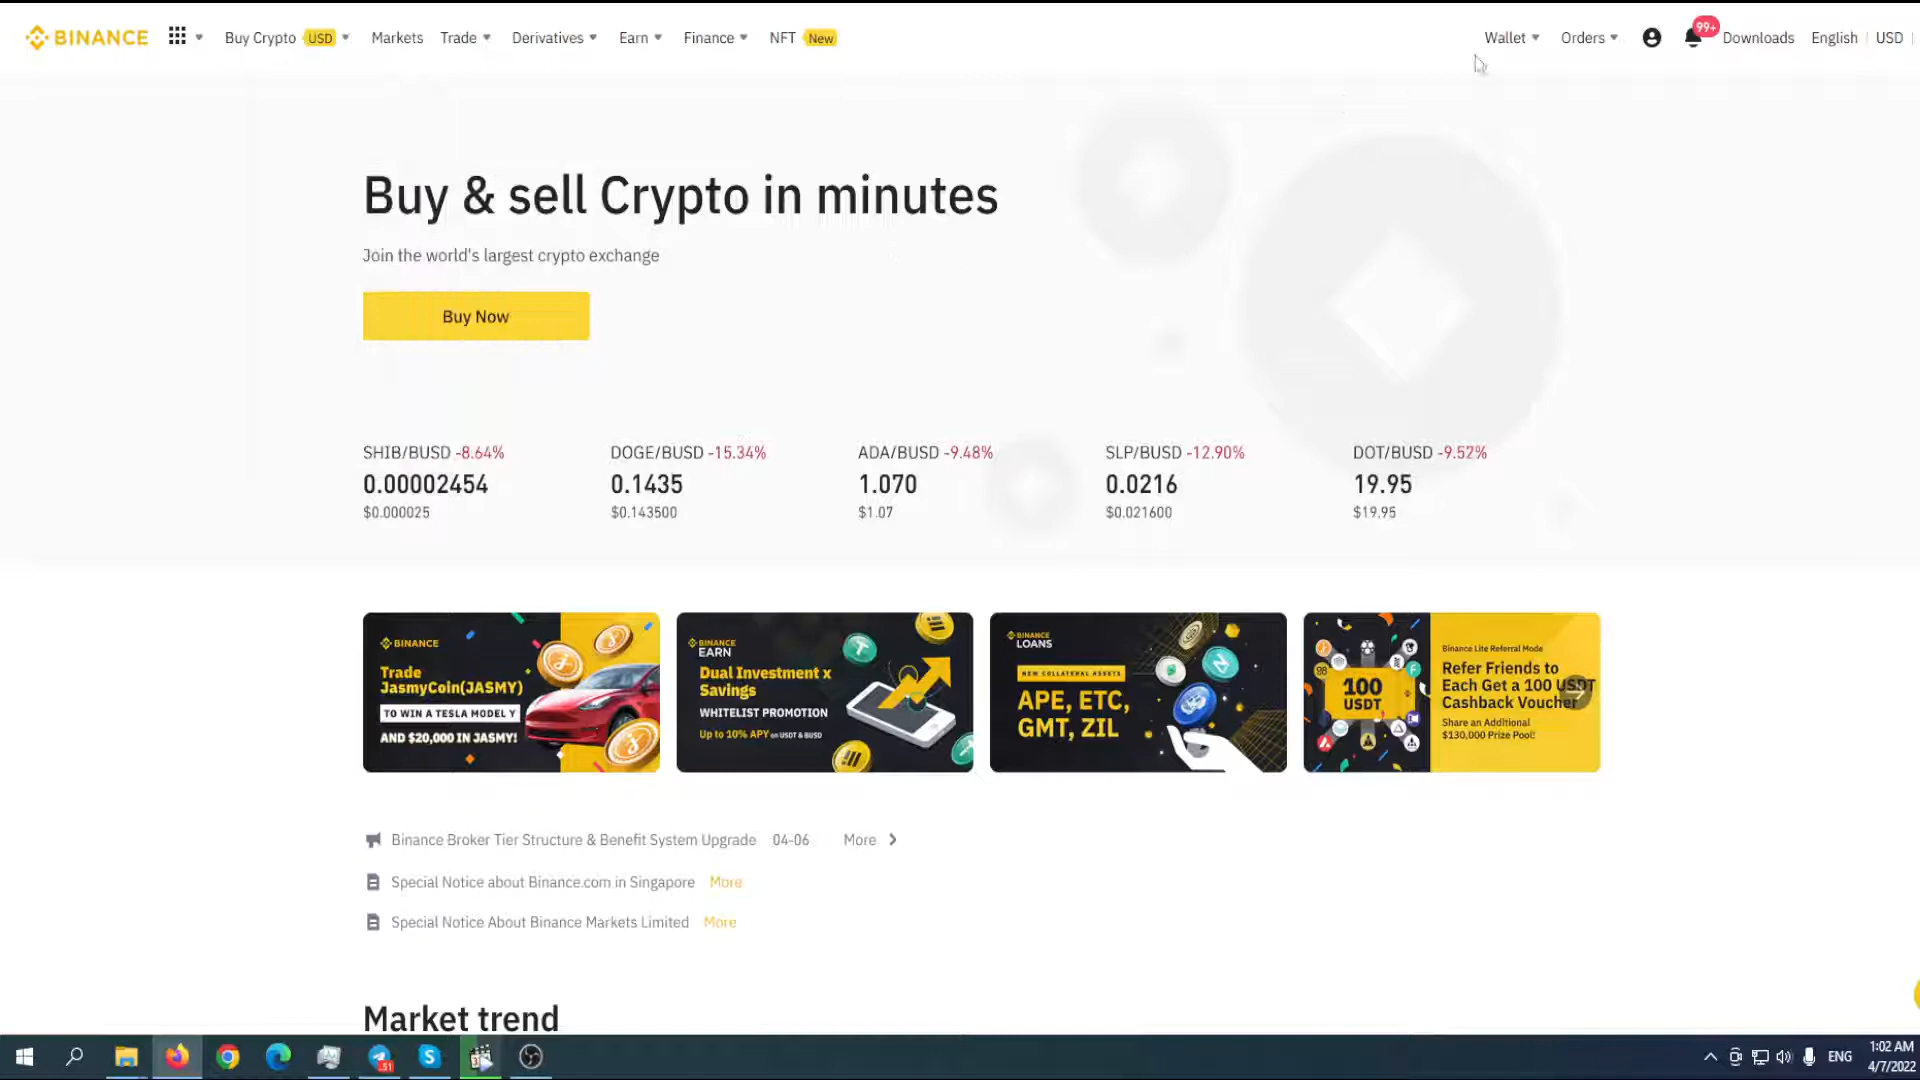 BINANCE
Buy Crypto USD
Markets
Trade
Derivatives
Earn
Finance
NFT New
Wallet
Orders
99+
Downloads
English
USD
Buy & sell Crypto in minutes
Join the world's largest crypto exchange
Buy Now
SHIB/BUSD -8.64%
0.00002454
$0.000025
DOGE/BUSD -15.34%
0.1435
$0.143500
ADA/BUSD -9.48%
1.070
$1.07
SLP/BUSD -12.90%
0.0216
$0.021600
DOT/BUSD -9.52%
19.95
$19.95
BINANCE
Trade
JasmyCoin(JASMY)
TO WIN A TESLA MODEL Y
AND $20,000 IN JASMY!
BINANCE
EARN
Dual Investment x
Savings
WHITELIST PROMOTION
Up to 10% APY on USDT & BUSD
BINANCE
LOANS
NEW COLLATERAL ASSETS
APE, ETC,
GMT, ZIL
100
USDT
Binance Lite Referral Mode
Refer Friends to
Each Get a 100 USDT
Cashback Voucher
Share an Additional
$130,000 Prize Pool!
Binance Broker Tier Structure & Benefit System Upgrade 04-06 More
Special Notice about Binance.com in Singapore More
Special Notice About Binance Markets Limited More
Market trend
ENG
1:02 AM
4/7/2022